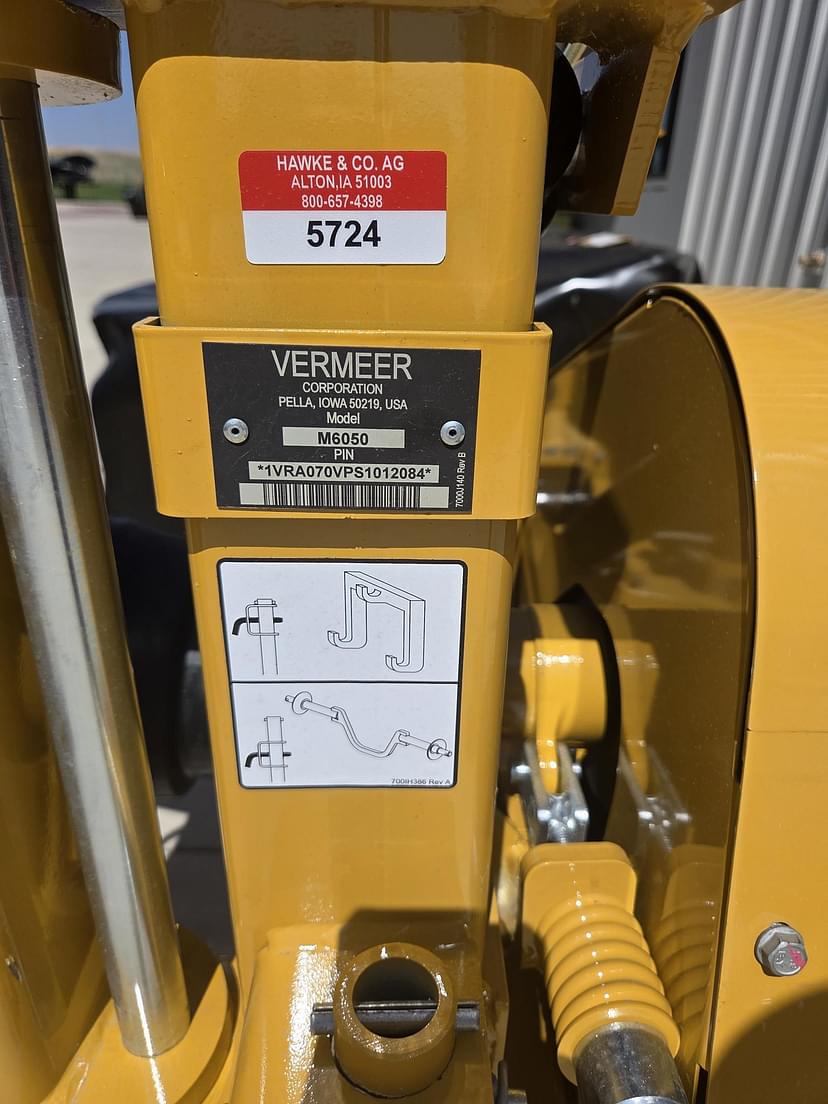 HAWKE & CO. AG
ALTON,IA 51003
800-657-4398
5724
VERMEER
CORPORATION
PELLA, IOWA 50219, USA
Model
M6050
PIN
*1VRA070VPS1012084*
7000J140 Rev B
700IH386 Rev A